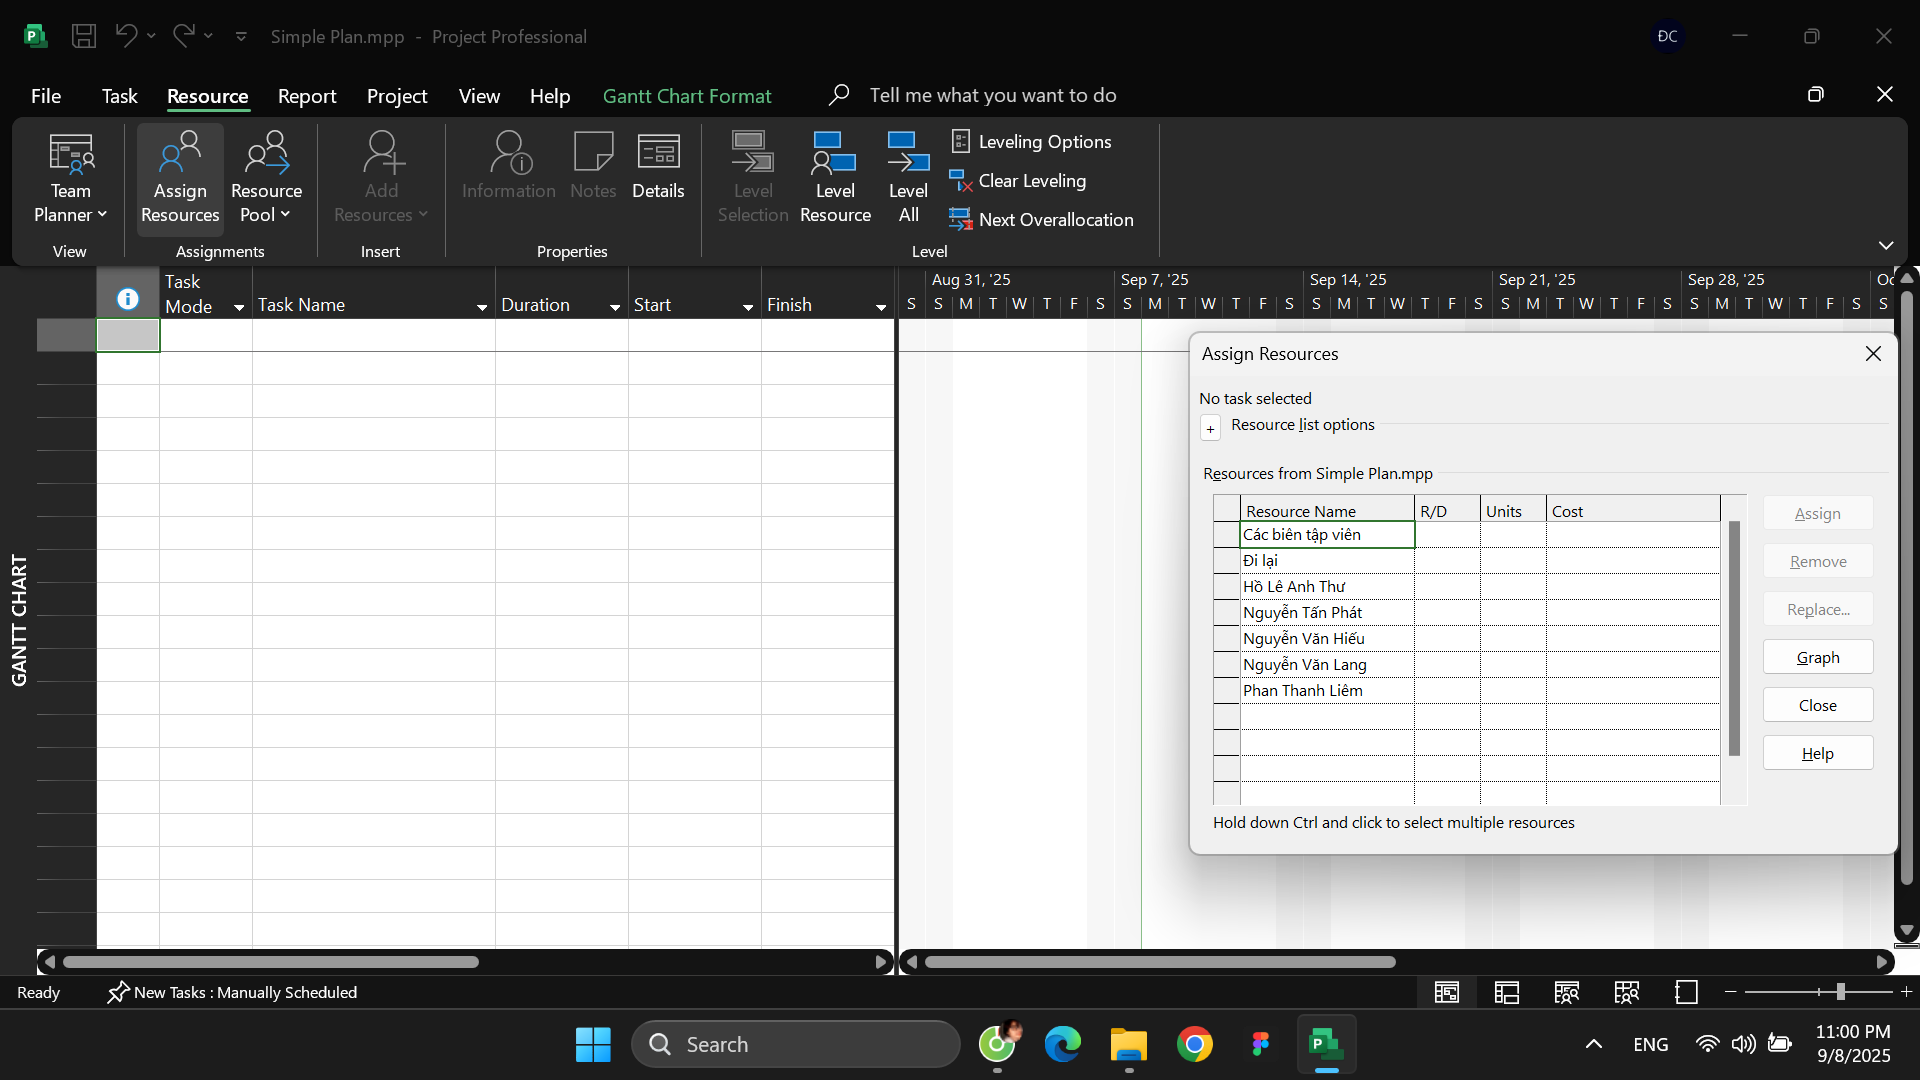 Simple Plan.mpp - Project Professional
ĐC
File Task Resource Report Project View Help Gantt Chart Format Tell me what you want to do
Team Planner
View
Assign Resources
Resource Pool
Assignments
Add Resources
Insert
Information
Notes
Details
Properties
Level Selection
Level Resource
Level All
Leveling Options
Clear Leveling
Next Overallocation
Level
Task Mode Task Name Duration Start Finish
Aug 31, '25 Sep 7, '25 Sep 14, '25 Sep 21, '25 Sep 28, '25 Oc
S S M T W T F S S M T W T F S S M T W T F S S M T W T F S S M T W T F S S
GANTT CHART
Assign Resources
No task selected
+ Resource list options
Resources from Simple Plan.mpp
Resource Name R/D Units Cost
Các biên tập viên
Đi lại
Hồ Lê Anh Thư
Nguyễn Tấn Phát
Nguyễn Văn Hiếu
Nguyễn Văn Lang
Phan Thanh Liêm
Assign
Remove
Replace...
Graph
Close
Help
Hold down Ctrl and click to select multiple resources
Ready New Tasks : Manually Scheduled
Search
ENG
11:00 PM
9/8/2025